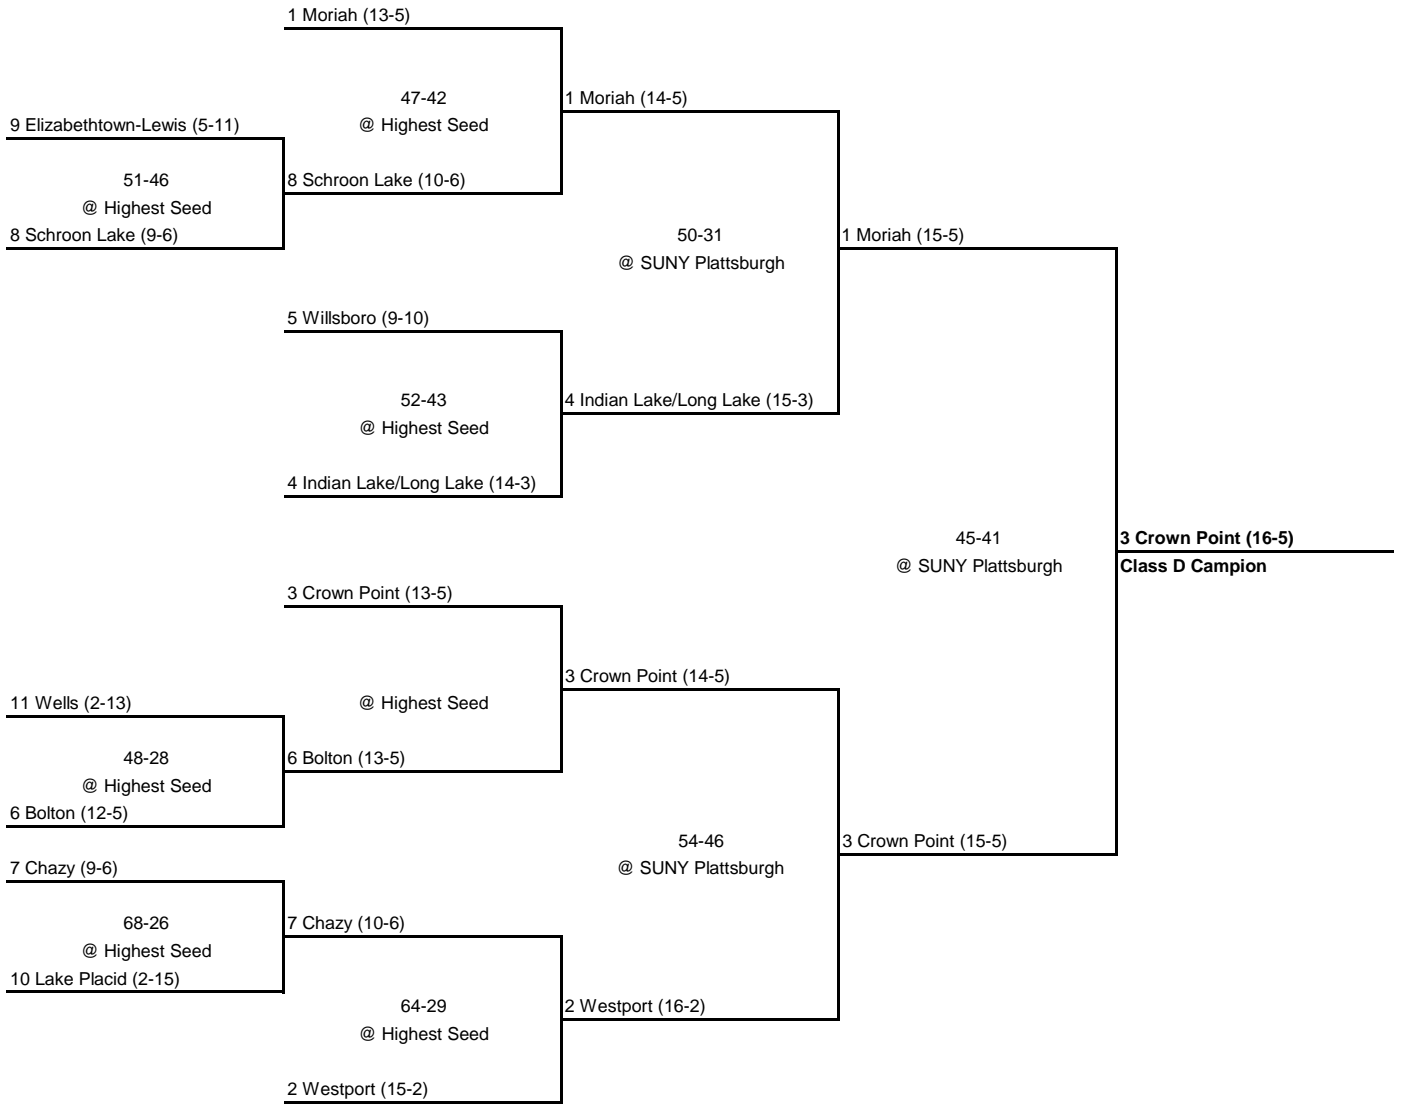 1 Moriah (13-5)
47-42
@ Highest Seed
1 Moriah (14-5)
9 Elizabethtown-Lewis (5-11)
51-46
@ Highest Seed
8 Schroon Lake (10-6)
8 Schroon Lake (9-6)
50-31
@ SUNY Plattsburgh
1 Moriah (15-5)
5 Willsboro (9-10)
52-43
@ Highest Seed
4 Indian Lake/Long Lake (15-3)
4 Indian Lake/Long Lake (14-3)
45-41
@ SUNY Plattsburgh
3 Crown Point (16-5)
Class D Campion
3 Crown Point (13-5)
3 Crown Point (14-5)
11 Wells (2-13)
@ Highest Seed
48-28
@ Highest Seed
6 Bolton (13-5)
6 Bolton (12-5)
54-46
@ SUNY Plattsburgh
3 Crown Point (15-5)
7 Chazy (9-6)
68-26
@ Highest Seed
7 Chazy (10-6)
10 Lake Placid (2-15)
64-29
@ Highest Seed
2 Westport (16-2)
2 Westport (15-2)